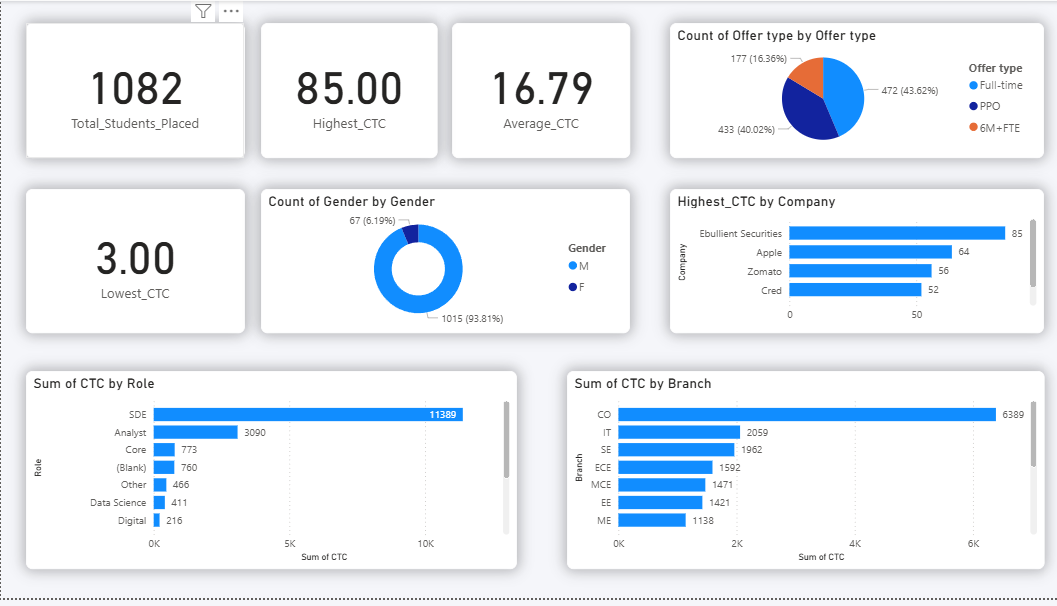 1082
Total_Students_Placed
85.00
Highest_CTC
16.79
Average_CTC
Count of Offer type by Offer type
177 (16.36%)
472 (43.62%)
433 (40.02%)
Offer type
Full-time
PPO
6M+FTE
3.00
Lowest_CTC
Count of Gender by Gender
67 (6.19%)
1015 (93.81%)
Gender
M
F
Highest_CTC by Company
Company
Ebullient Securities 85
Apple 64
Zomato 56
Cred 52
0 50
Sum of CTC by Role
Role
SDE 11389
Analyst 3090
Core 773
(Blank) 760
Other 466
Data Science 411
Digital 216
0K 5K 10K
Sum of CTC
Sum of CTC by Branch
Branch
CO 6389
IT 2059
SE 1962
ECE 1592
MCE 1471
EE 1421
ME 1138
0K 2K 4K 6K
Sum of CTC